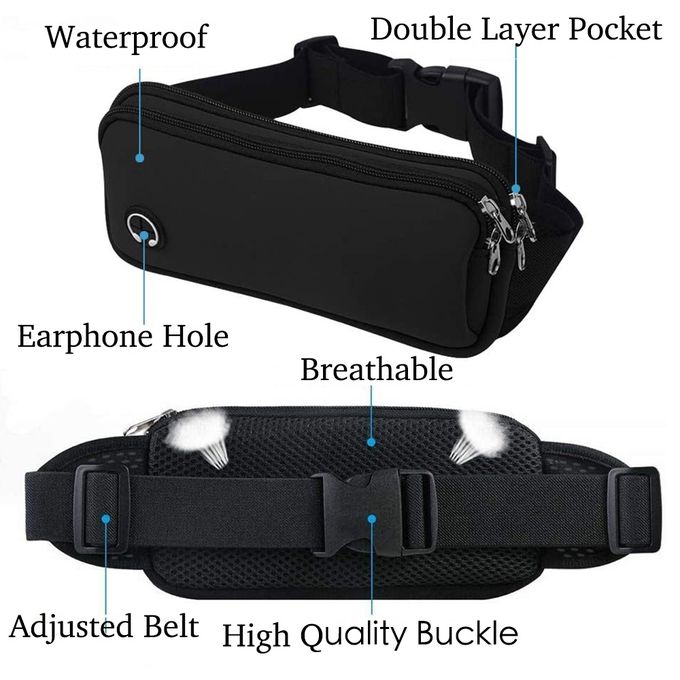 Waterproof
Double Layer Pocket
Earphone Hole
Breathable
Adjusted Belt
High Quality Buckle